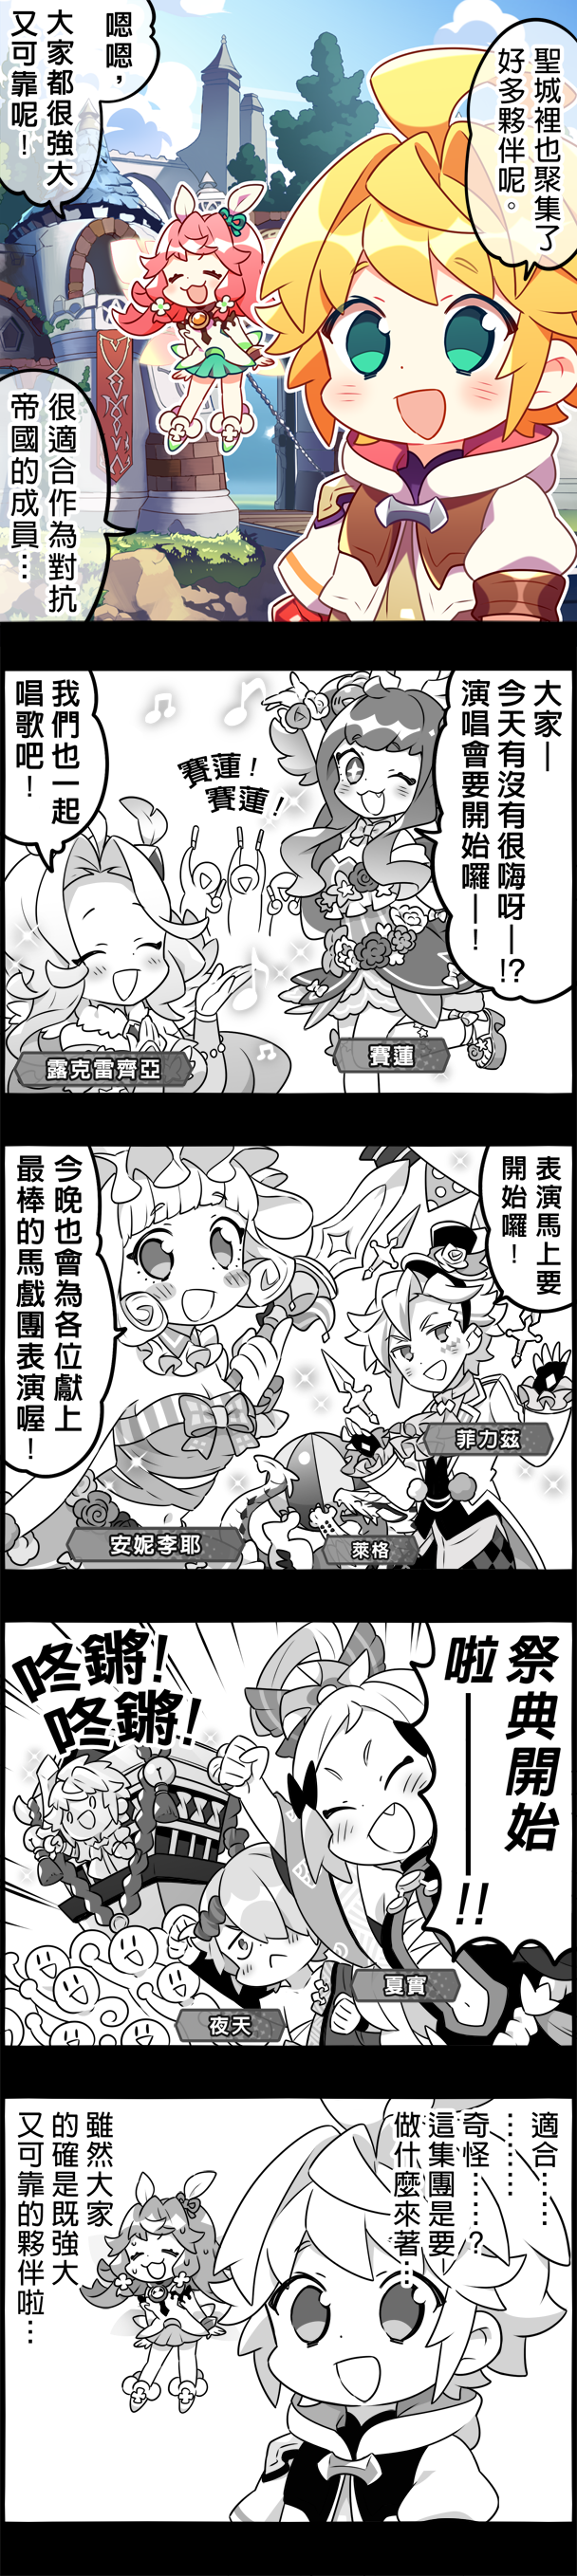 聖城裡也聚集了
好多夥伴呢。
嗯嗯，
大家都很強大
又可靠呢！
很適合作為對抗
帝國的成員…
大家—
今天有沒有很嗨呀—!?
演唱會要開始囉—！
賽蓮！
賽蓮！
我們也一起
唱歌吧！
賽蓮
露克雷齊亞
表演馬上要
開始囉！
今晚也會為各位獻上
最棒的馬戲團表演喔！
菲力茲
安妮李耶
萊格
祭典開始
啦——!!
咚鏘!
咚鏘!
夏實
夜天
適合……
………
奇怪……?
這集團是要
做什麼來著…
雖然大家
的確是既強大
又可靠的夥伴啦…